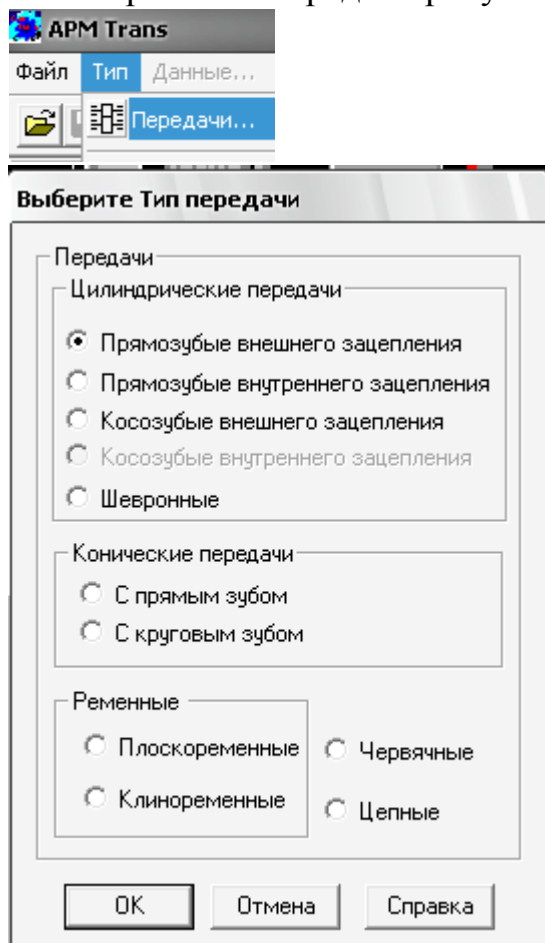 APM Trans
Файл Тип Данные...
Передачи...
Выберите Тип передачи
Передачи
Цилиндрические передачи
Прямозубые внешнего зацепления
Прямозубые внутреннего зацепления
Косозубые внешнего зацепления
Косозубые внутреннего зацепления
Шевронные
Конические передачи
С прямым зубом
С круговым зубом
Ременные
Плоскоременные
Червячные
Клиноременные
Цепные
OK Отмена Справка